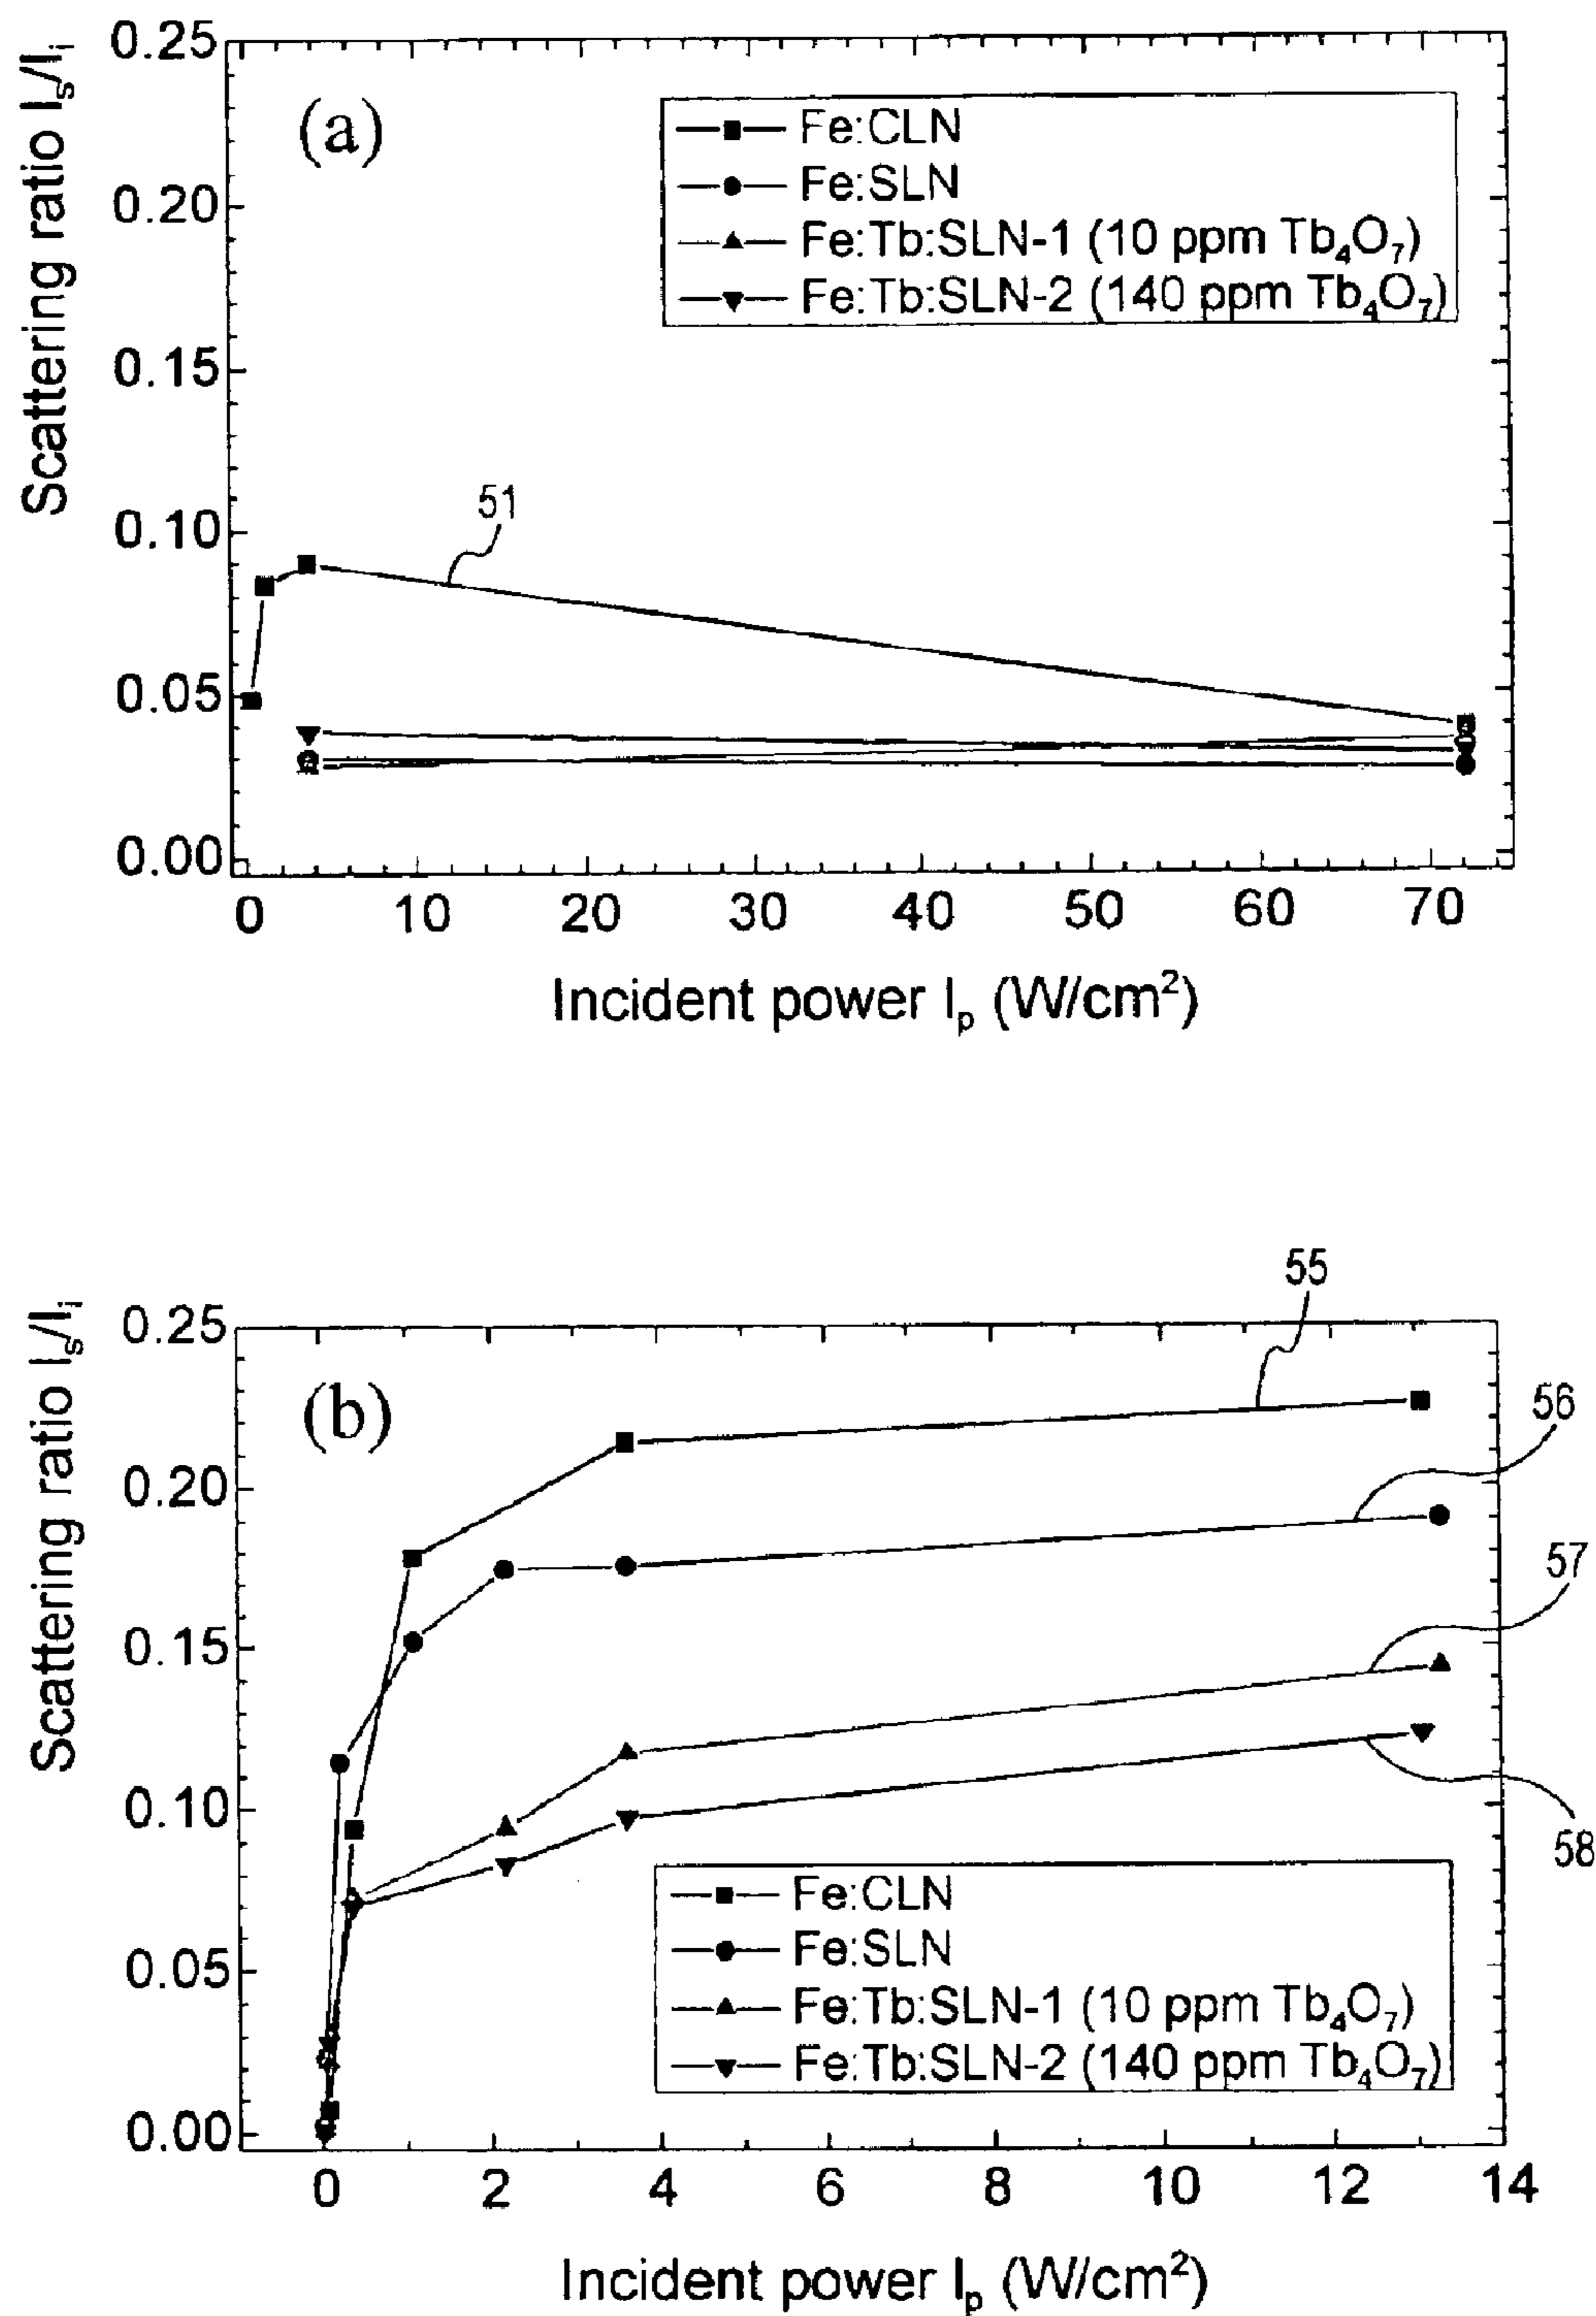 Scattering ratio Iₛ/Iᵢ
0.25
0.20
0.15
0.10
0.05
0.00
(a)
Fe:CLN
Fe:SLN
Fe:Tb:SLN-1 (10 ppm Tb₄O₇)
Fe:Tb:SLN-2 (140 ppm Tb₄O₇)
51
0 10 20 30 40 50 60 70
Incident power Iₚ (W/cm²)
Scattering ratio Iₛ/Iᵢ
0.25
0.20
0.15
0.10
0.05
0.00
(b)
55
56
57
58
Fe:CLN
Fe:SLN
Fe:Tb:SLN-1 (10 ppm Tb₄O₇)
Fe:Tb:SLN-2 (140 ppm Tb₄O₇)
0 2 4 6 8 10 12 14
Incident power Iₚ (W/cm²)